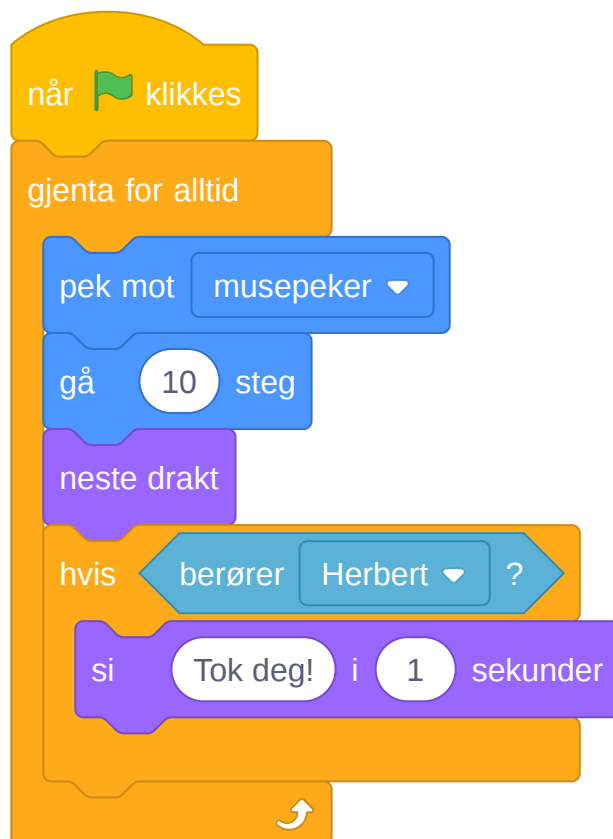 når klikkes
gjenta for alltid
pek mot musepeker
gå 10 steg
neste drakt
hvis berører Herbert ?
si Tok deg! i 1 sekunder